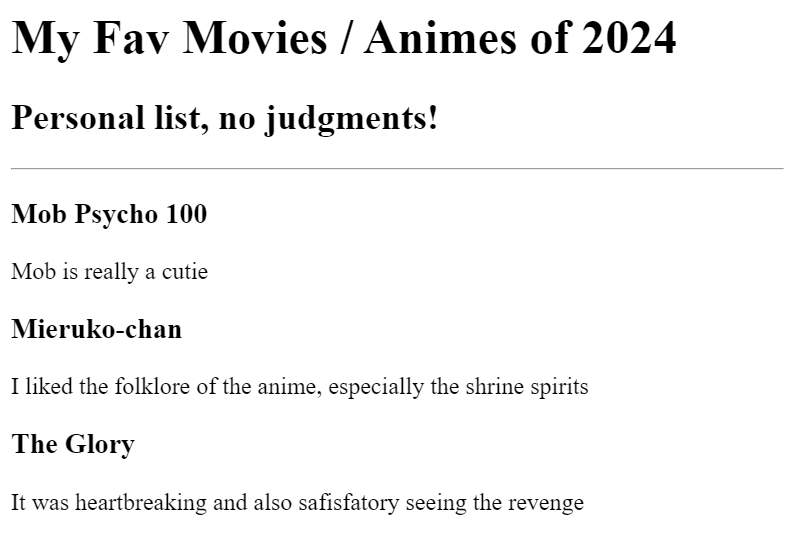 My Fav Movies / Animes of 2024
Personal list, no judgments!
Mob Psycho 100
Mob is really a cutie
Mieruko-chan
I liked the folklore of the anime, especially the shrine spirits
The Glory
It was heartbreaking and also safisfatory seeing the revenge